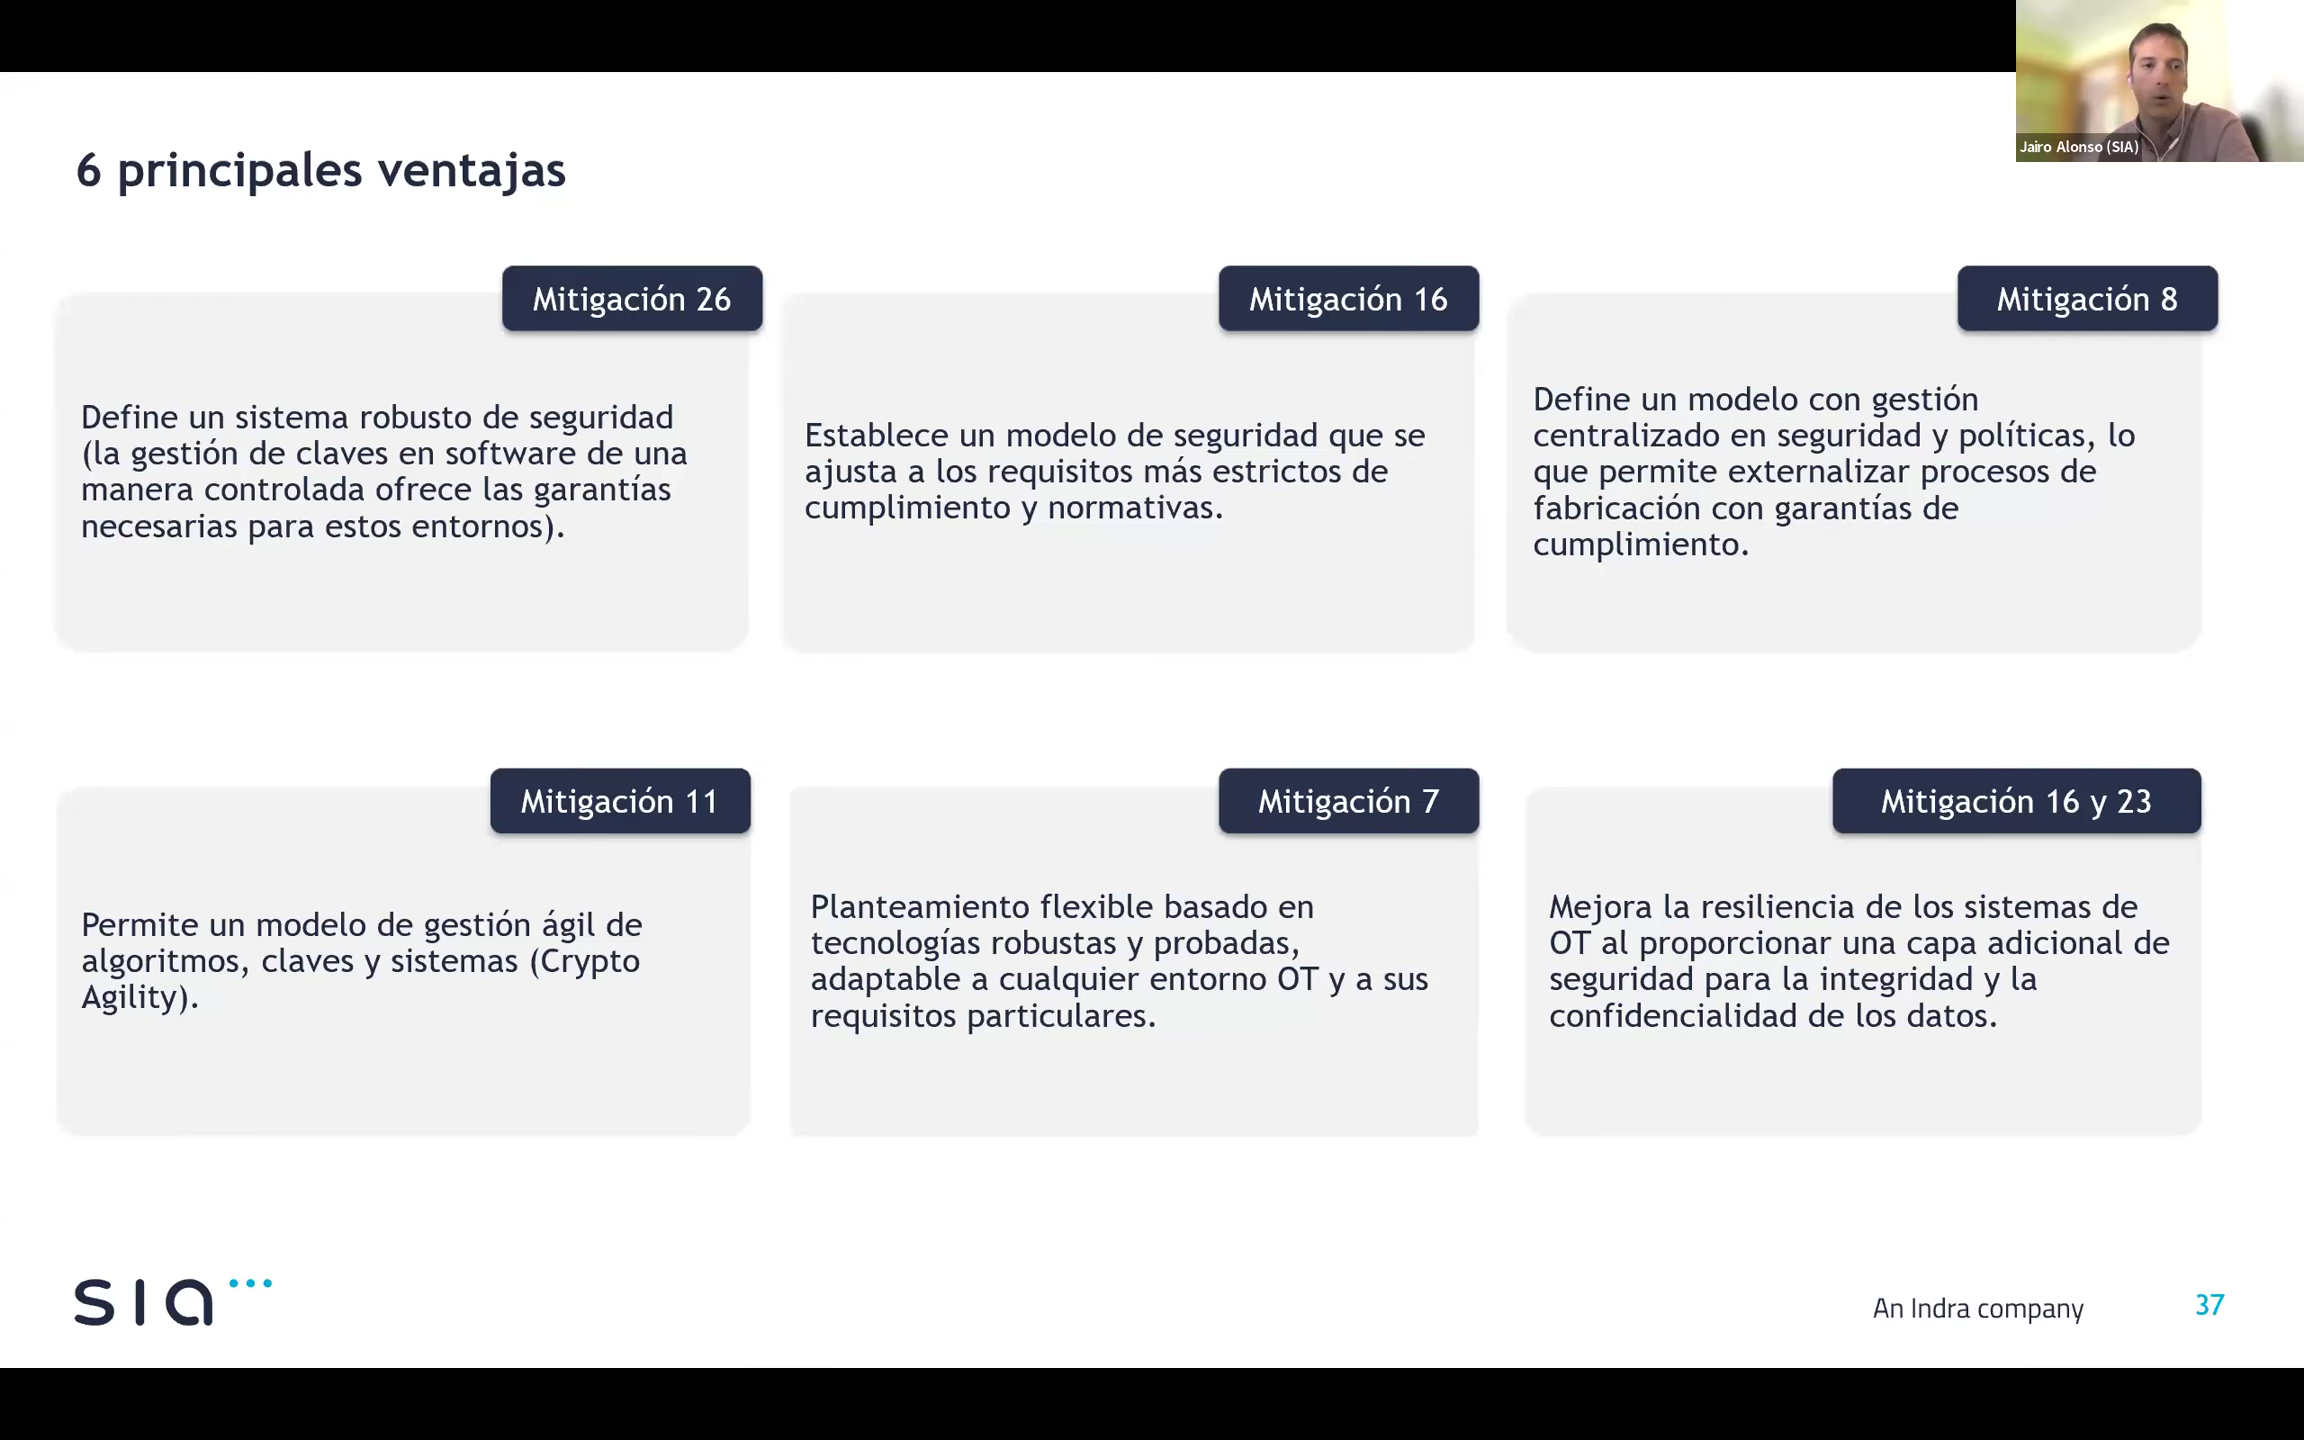 Jairo Alonso (SIA)
6 principales ventajas
Mitigación 26
Define un sistema robusto de seguridad
(la gestión de claves en software de una
manera controlada ofrece las garantías
necesarias para estos entornos).
Mitigación 16
Establece un modelo de seguridad que se
ajusta a los requisitos más estrictos de
cumplimiento y normativas.
Mitigación 8
Define un modelo con gestión
centralizado en seguridad y políticas, lo
que permite externalizar procesos de
fabricación con garantías de
cumplimiento.
Mitigación 11
Permite un modelo de gestión ágil de
algoritmos, claves y sistemas (Crypto
Agility).
Mitigación 7
Planteamiento flexible basado en
tecnologías robustas y probadas,
adaptable a cualquier entorno OT y a sus
requisitos particulares.
Mitigación 16 y 23
Mejora la resiliencia de los sistemas de
OT al proporcionar una capa adicional de
seguridad para la integridad y la
confidencialidad de los datos.
sia
An Indra company
37